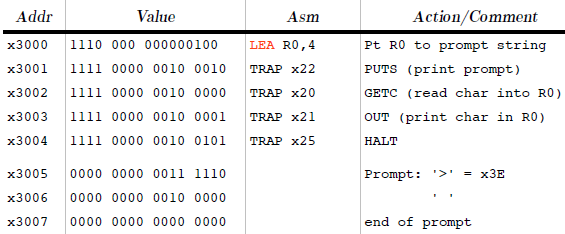 Addr Value Asm Action/Comment
x3000 1110 000 000000100 LEA R0,4 Pt R0 to prompt string
x3001 1111 0000 0010 0010 TRAP x22 PUTS (print prompt)
x3002 1111 0000 0010 0000 TRAP x20 GETC (read char into R0)
x3003 1111 0000 0010 0001 TRAP x21 OUT (print char in R0)
x3004 1111 0000 0010 0101 TRAP x25 HALT
x3005 0000 0000 0011 1110 Prompt: '>' = x3E
x3006 0000 0000 0010 0000 ' '
x3007 0000 0000 0000 0000 end of prompt